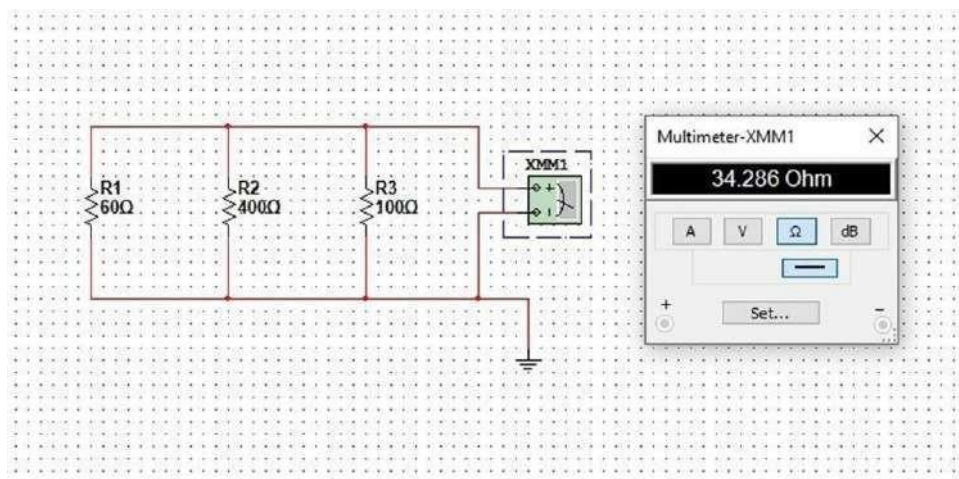 R1
60Ω
R2
400Ω
R3
100Ω
XMM1
+
-
Multimeter-XMM1
34.286 Ohm
A V Ω dB
+ Set... -